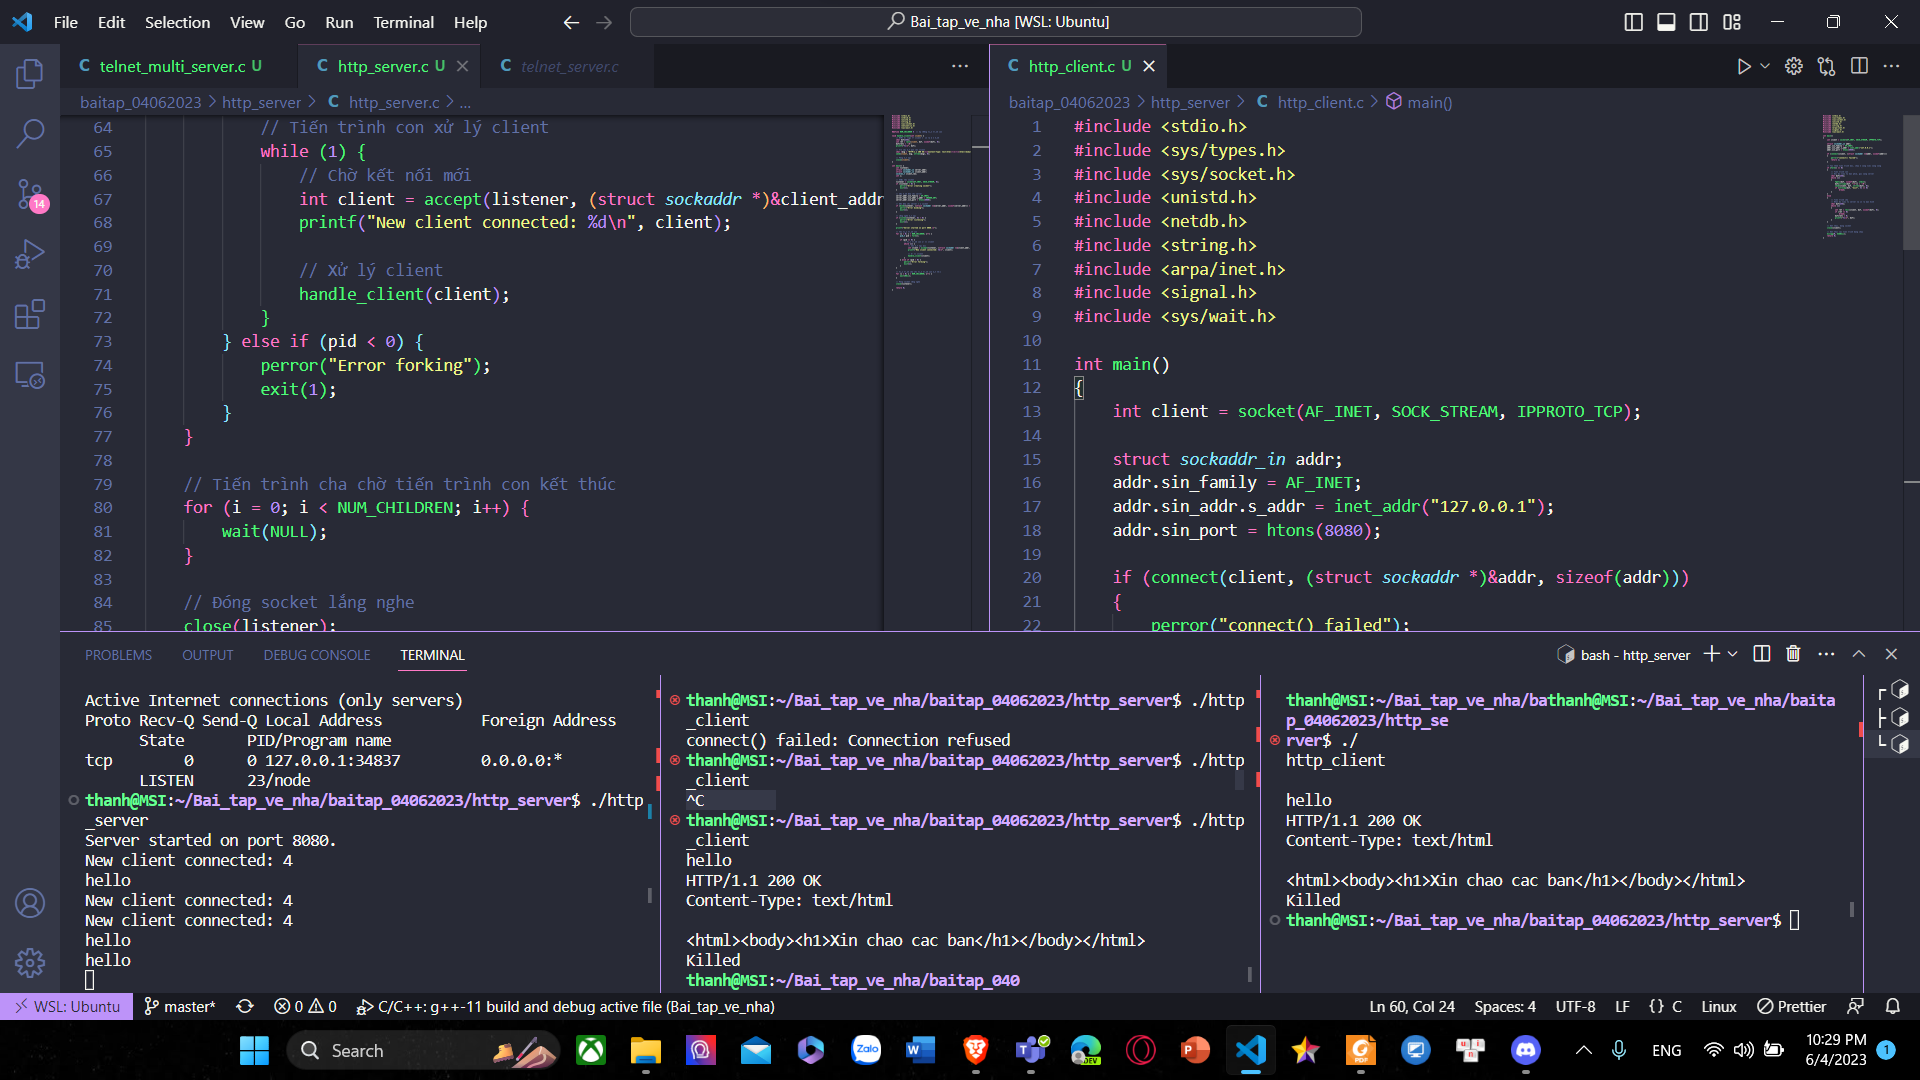 File Edit Selection View Go Run Terminal Help
Bai_tap_ve_nha [WSL: Ubuntu]
telnet_multi_server.c U
http_server.c U
telnet_server.c
baitap_04062023 > http_server > C http_server.c > ...
64 // Tiến trình con xử lý client
65 while (1) {
66 // Chờ kết nối mới
67 int client = accept(listener, (struct sockaddr *)&client_addr
68 printf("New client connected: %d\n", client);
69
70 // Xử lý client
71 handle_client(client);
72 }
73 } else if (pid < 0) {
74 perror("Error forking");
75 exit(1);
76 }
77 }
78
79 // Tiến trình cha chờ tiến trình con kết thúc
80 for (i = 0; i < NUM_CHILDREN; i++) {
81 wait(NULL);
82 }
83
84 // Đóng socket lắng nghe
85 close(listener);
http_client.c U
baitap_04062023 > http_server > C http_client.c > main()
1 #include <stdio.h>
2 #include <sys/types.h>
3 #include <sys/socket.h>
4 #include <unistd.h>
5 #include <netdb.h>
6 #include <string.h>
7 #include <arpa/inet.h>
8 #include <signal.h>
9 #include <sys/wait.h>
10
11 int main()
12 {
13 int client = socket(AF_INET, SOCK_STREAM, IPPROTO_TCP);
14
15 struct sockaddr_in addr;
16 addr.sin_family = AF_INET;
17 addr.sin_addr.s_addr = inet_addr("127.0.0.1");
18 addr.sin_port = htons(8080);
19
20 if (connect(client, (struct sockaddr *)&addr, sizeof(addr)))
21 {
22 perror("connect() failed");
PROBLEMS OUTPUT DEBUG CONSOLE TERMINAL
bash - http_server
Active Internet connections (only servers)
Proto Recv-Q Send-Q Local Address Foreign Address
State PID/Program name
tcp 0 0 127.0.0.1:34837 0.0.0.0:*
LISTEN 23/node
thanh@MSI:~/Bai_tap_ve_nha/baitap_04062023/http_server$ ./http
_server
Server started on port 8080.
New client connected: 4
hello
New client connected: 4
New client connected: 4
hello
hello
thanh@MSI:~/Bai_tap_ve_nha/baitap_04062023/http_server$ ./http
_client
connect() failed: Connection refused
thanh@MSI:~/Bai_tap_ve_nha/baitap_04062023/http_server$ ./http
_client
^C
thanh@MSI:~/Bai_tap_ve_nha/baitap_04062023/http_server$ ./http
_client
hello
HTTP/1.1 200 OK
Content-Type: text/html
<html><body><h1>Xin chao cac ban</h1></body></html>
Killed
thanh@MSI:~/Bai_tap_ve_nha/baitap_040
thanh@MSI:~/Bai_tap_ve_nha/bathanh@MSI:~/Bai_tap_ve_nha/baita
p_04062023/http_se
rver$ ./
http_client
hello
HTTP/1.1 200 OK
Content-Type: text/html
<html><body><h1>Xin chao cac ban</h1></body></html>
Killed
thanh@MSI:~/Bai_tap_ve_nha/baitap_04062023/http_server$
14
WSL: Ubuntu master* 0 0 C/C++: g++-11 build and debug active file (Bai_tap_ve_nha)
Ln 60, Col 24 Spaces: 4 UTF-8 LF {} C Linux Prettier
Search
Zalo
DEV
ENG
10:29 PM
6/4/2023
1